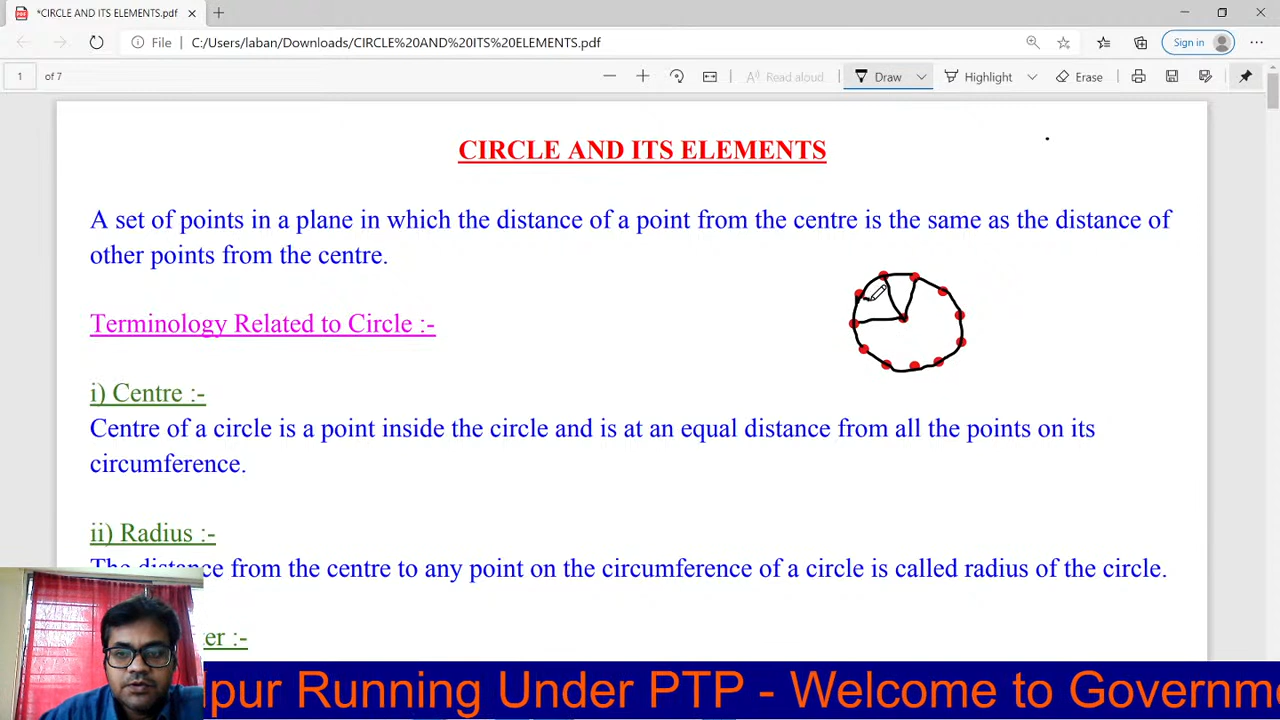 *CIRCLE AND ITS ELEMENTS.pdf
File C:/Users/laban/Downloads/CIRCLE%20AND%20ITS%20ELEMENTS.pdf Sign in
1 of 7 Read aloud Draw Highlight Erase
CIRCLE AND ITS ELEMENTS
A set of points in a plane in which the distance of a point from the centre is the same as the distance of
other points from the centre.
Terminology Related to Circle :-
i) Centre :-
Centre of a circle is a point inside the circle and is at an equal distance from all the points on its
circumference.
ii) Radius :-
The distance from the centre to any point on the circumference of a circle is called radius of the circle.
ter :-
pur Running Under PTP - Welcome to Governme